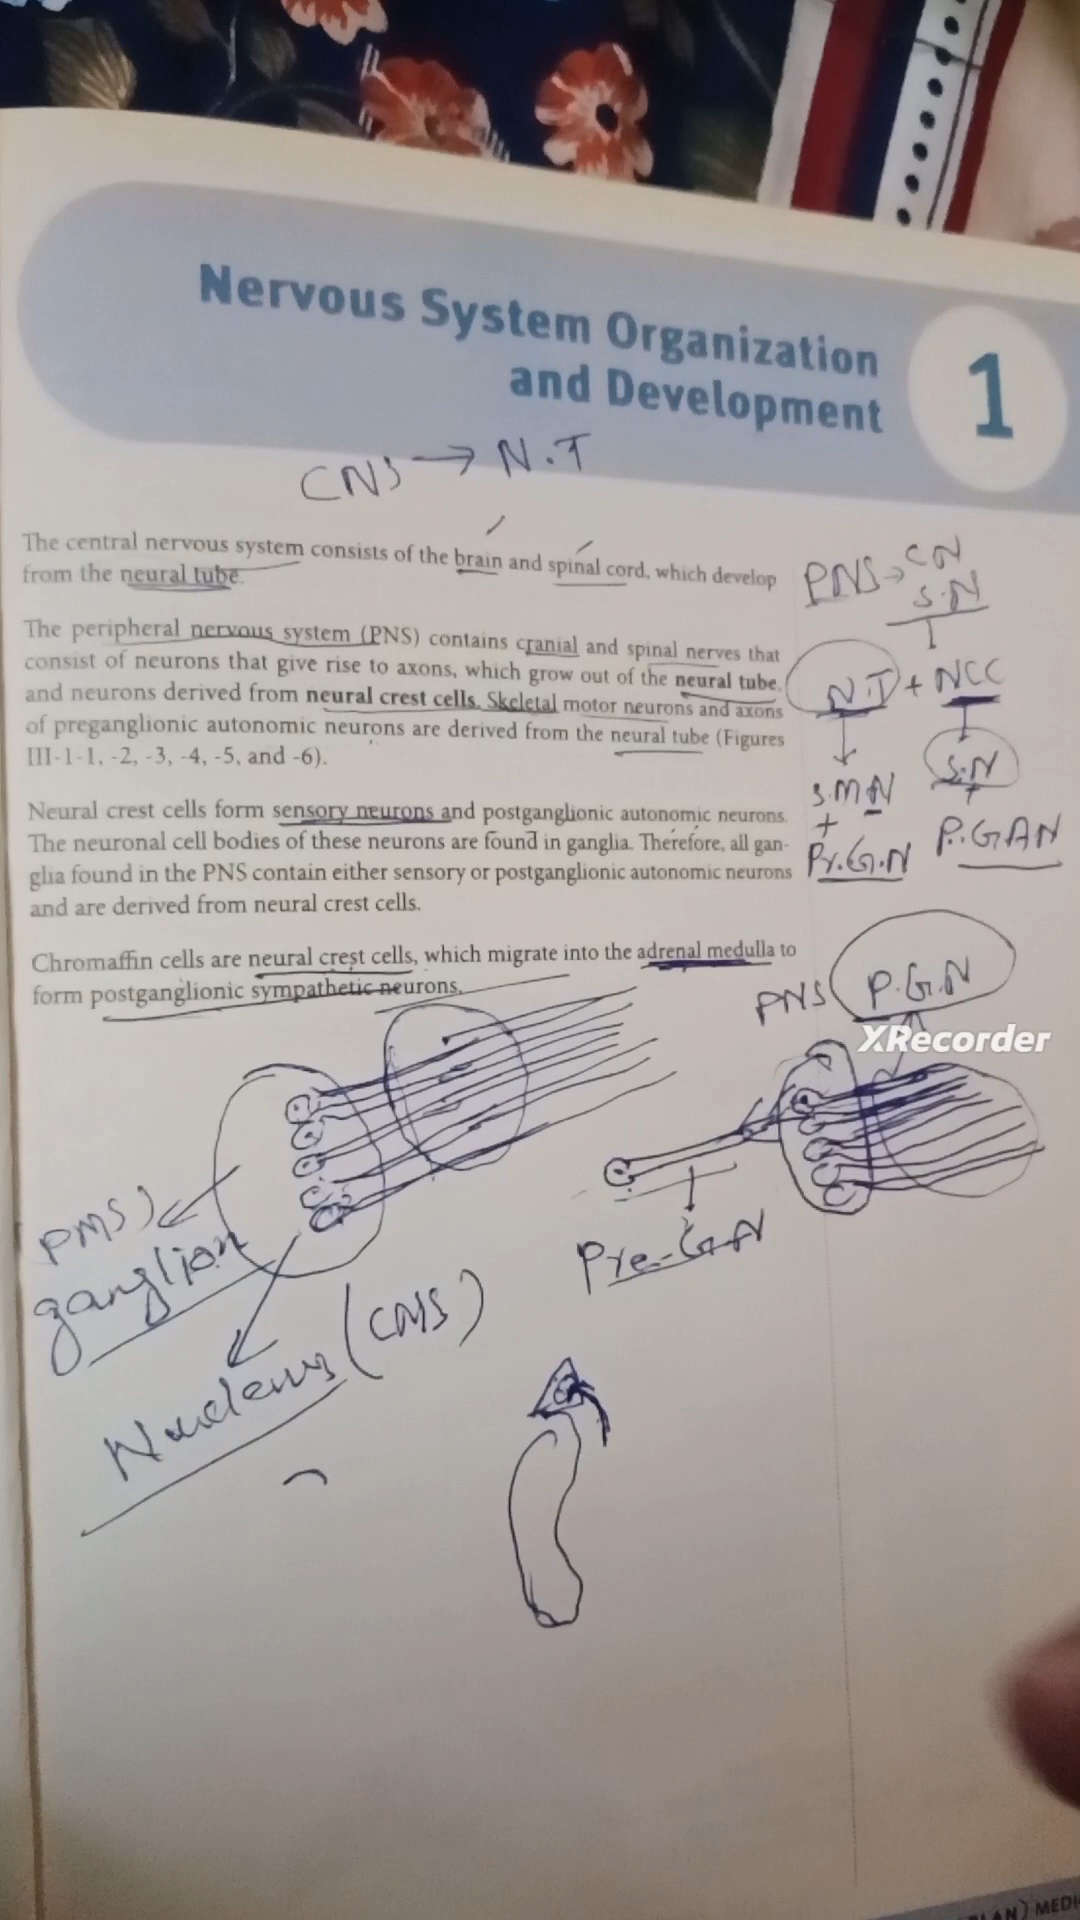 Nervous System Organization
and Development
1
CNS → N.T
The central nervous system consists of the brain and spinal cord, which develop
from the neural tube.
The peripheral nervous system (PNS) contains cranial and spinal nerves that
consist of neurons that give rise to axons, which grow out of the neural tube,
and neurons derived from neural crest cells. Skeletal motor neurons and axons
of preganglionic autonomic neurons are derived from the neural tube (Figures
III-1-1, -2, -3, -4, -5, and -6).
Neural crest cells form sensory neurons and postganglionic autonomic neurons.
The neuronal cell bodies of these neurons are found in ganglia. Therefore, all gan-
glia found in the PNS contain either sensory or postganglionic autonomic neurons
and are derived from neural crest cells.
Chromaffin cells are neural crest cells, which migrate into the adrenal medulla to
form postganglionic sympathetic neurons.
PNS → CN
S.N
N.T + NCC
S.M.N
+
Pr.G.N
S.N
+
P.GAN
PNS
P.G.N
XRecorder
PNS)
ganglion
Nucleus (CNS)
Pre-G.N
MEDI